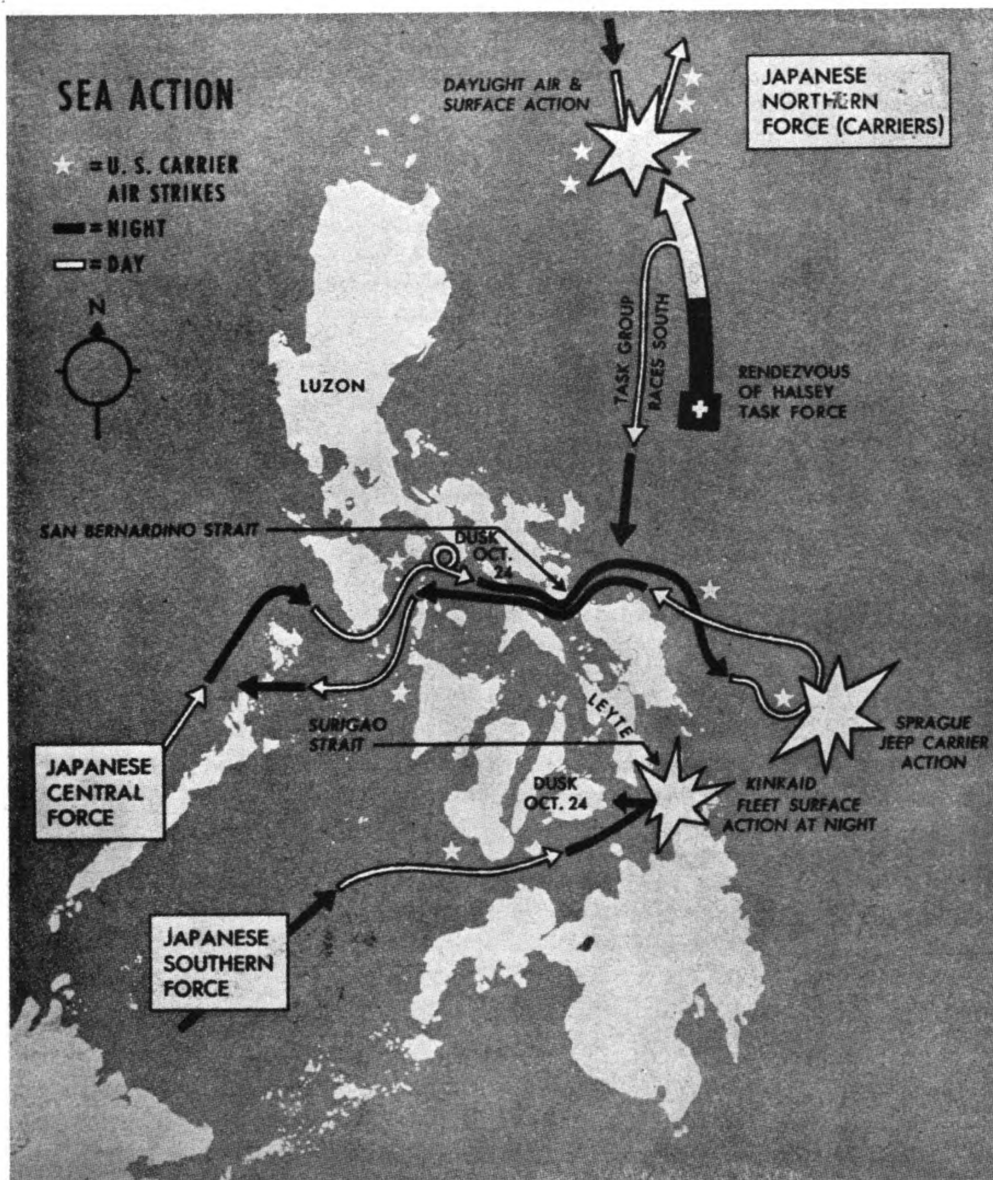 SEA ACTION
= U. S. CARRIER
AIR STRIKES
= NIGHT
= DAY
N
DAYLIGHT AIR &
SURFACE ACTION
JAPANESE
NORTHERN
FORCE (CARRIERS)
TASK GROUP
RACES SOUTH
RENDEZVOUS
OF HALSEY
TASK FORCE
LUZON
SAN BERNARDINO STRAIT
DUSK
OCT.
24
LEYTE
SURIGAO
STRAIT
SPRAGUE
JEEP CARRIER
ACTION
JAPANESE
CENTRAL
FORCE
DUSK
OCT. 24
KINKAID
FLEET SURFACE
ACTION AT NIGHT
JAPANESE
SOUTHERN
FORCE